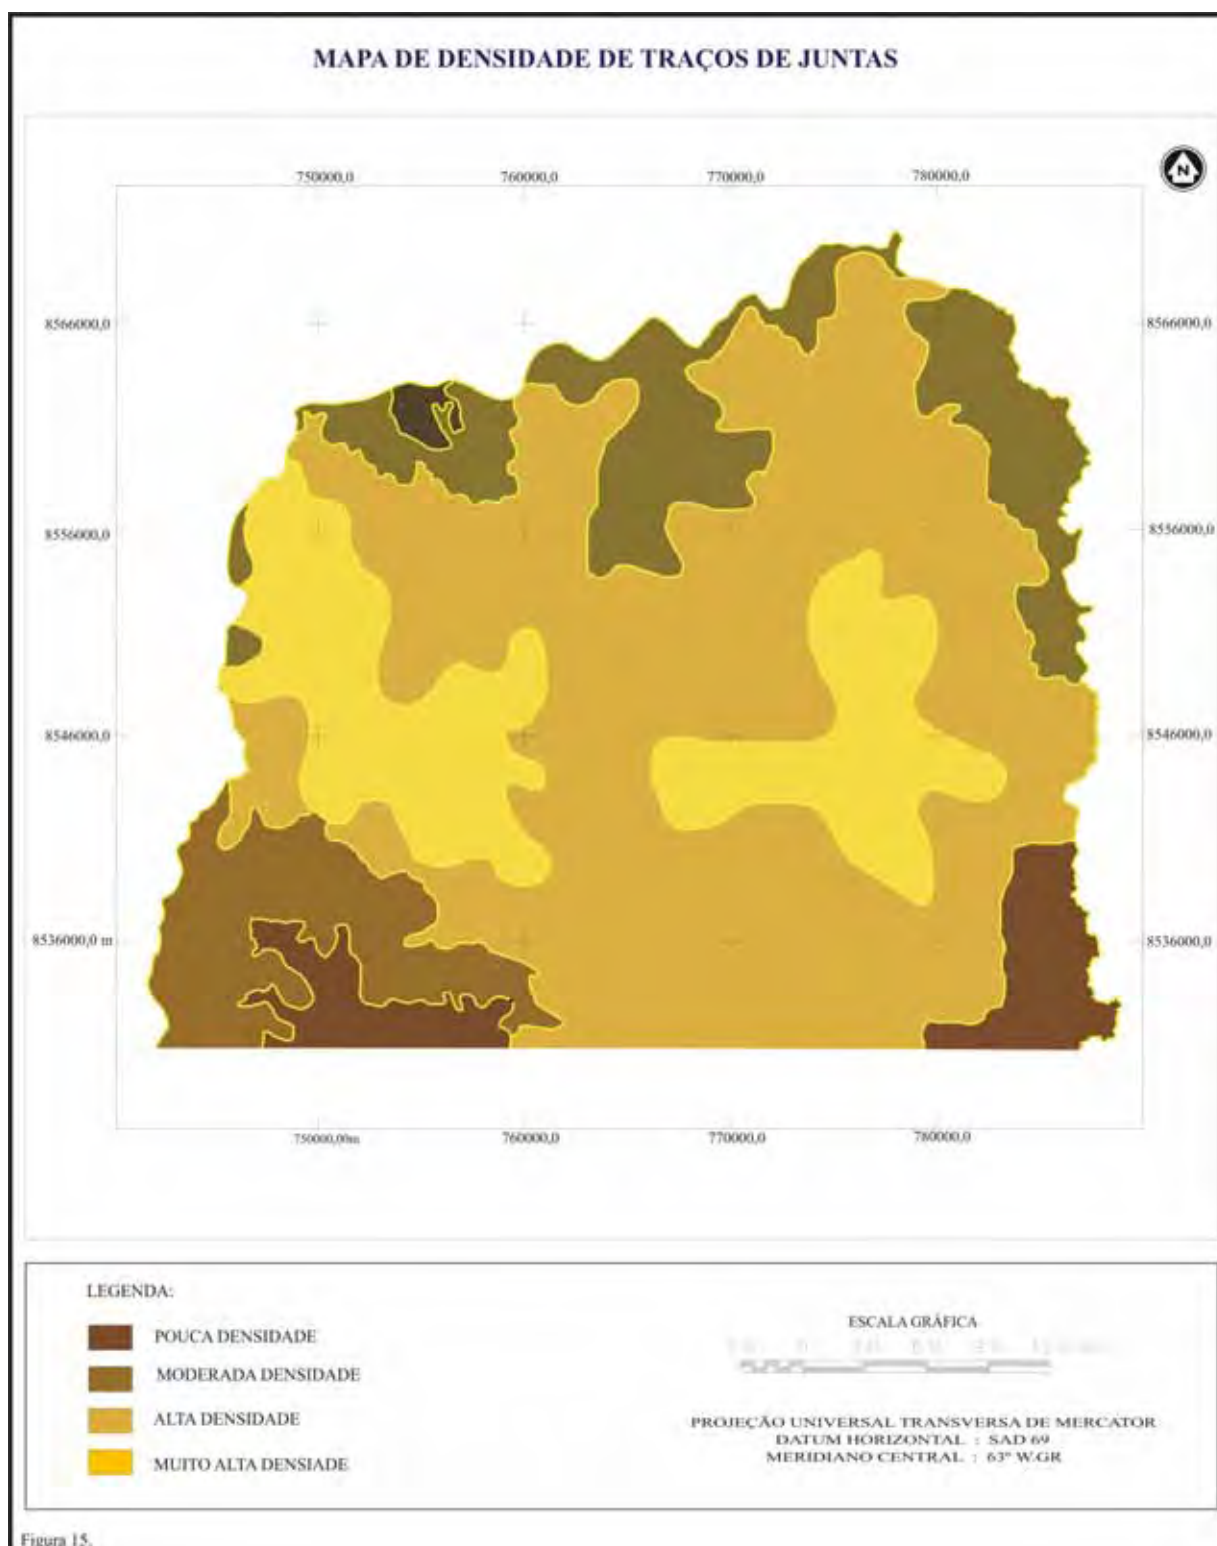 MAPA DE DENSIDADE DE TRAÇOS DE JUNTAS
N
750000,0 760000,0 770000,0 780000,0
8566000,0 8566000,0
8556000,0 8556000,0
8546000,0 8546000,0
8536000,0 m 8536000,0
750000,00m 760000,0 770000,0 780000,0
LEGENDA:
POUCA DENSIDADE
MODERADA DENSIDADE
ALTA DENSIDADE
MUITO ALTA DENSIADE
ESCALA GRÁFICA
PROJEÇÃO UNIVERSAL TRANSVERSA DE MERCATOR
DATUM HORIZONTAL : SAD 69
MERIDIANO CENTRAL : 63º W.GR
Figura 15.